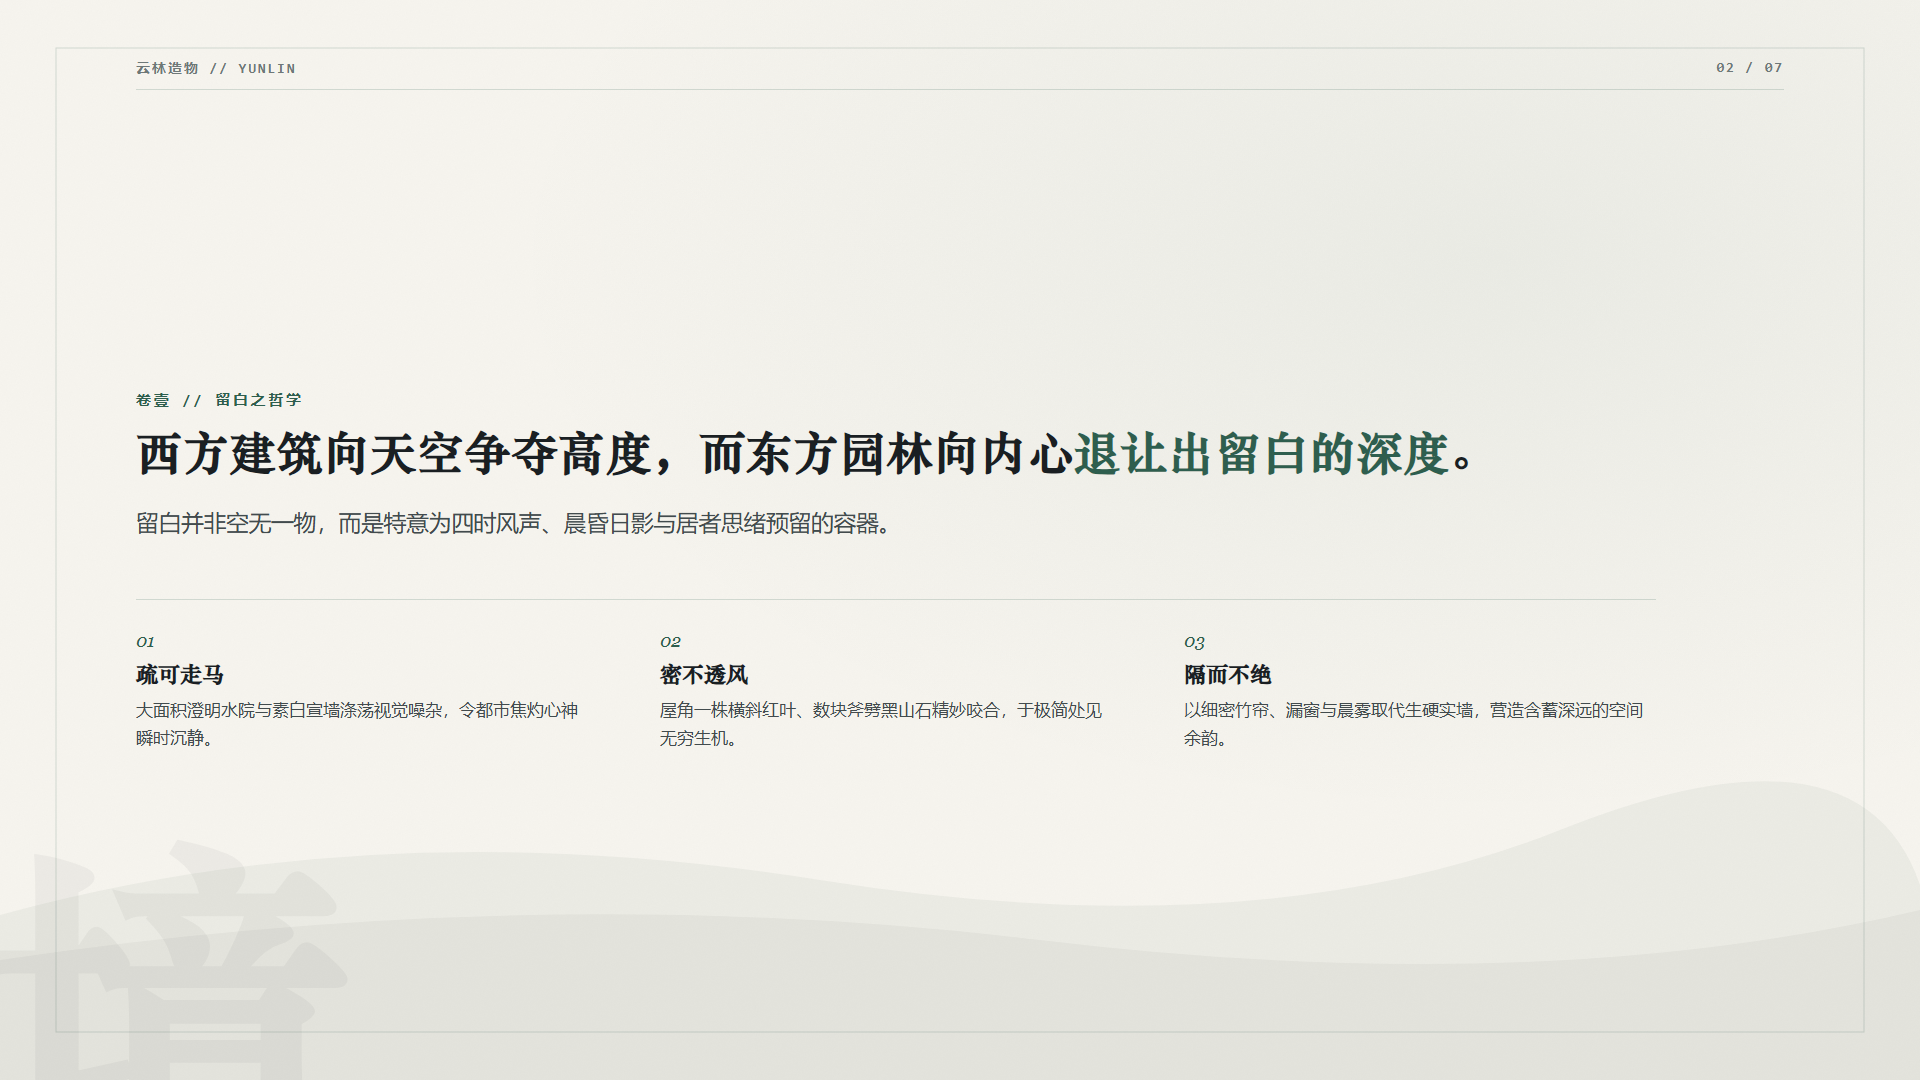 云林造物 // YUNLIN
02 / 07
卷壹 // 留白之哲学
西方建筑向天空争夺高度，而东方园林向内心退让出留白的深度。
留白并非空无一物，而是特意为四时风声、晨昏日影与居者思绪预留的容器。
01
疏可走马
大面积澄明水院与素白宣墙涤荡视觉噪杂，令都市焦灼心神
瞬时沉静。
02
密不透风
屋角一株横斜红叶、数块斧劈黑山石精妙咬合，于极简处见
无穷生机。
03
隔而不绝
以细密竹帘、漏窗与晨雾取代生硬实墙，营造含蓄深远的空间
余韵。